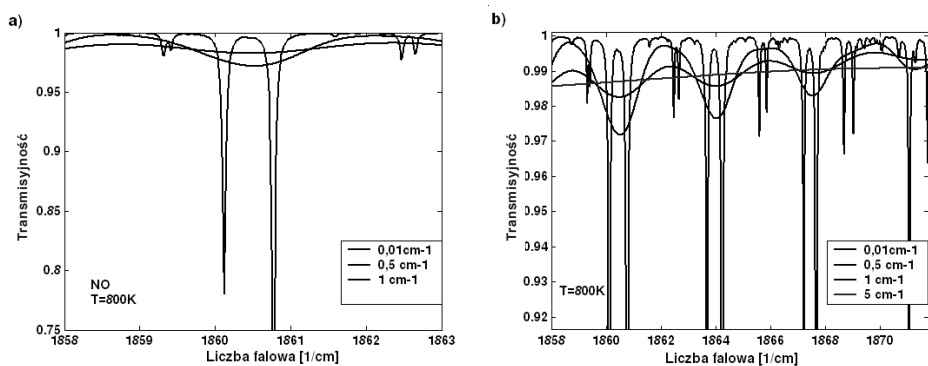 a)
1
0.95
0.9
0.85
0.8
0.75
Transmisyjność
NO
T=800K
0,01cm-1
0,5 cm-1
1 cm-1
1858
1859
1860
1861
1862
1863
Liczba falowa [1/cm]
b)
1
0.99
0.98
0.97
0.96
0.95
0.94
0.93
0.92
Transmisyjność
T=800K
0,01cm-1
0,5 cm-1
1 cm-1
5 cm-1
1858
1860
1862
1864
1866
1868
1870
Liczba falowa [1/cm]